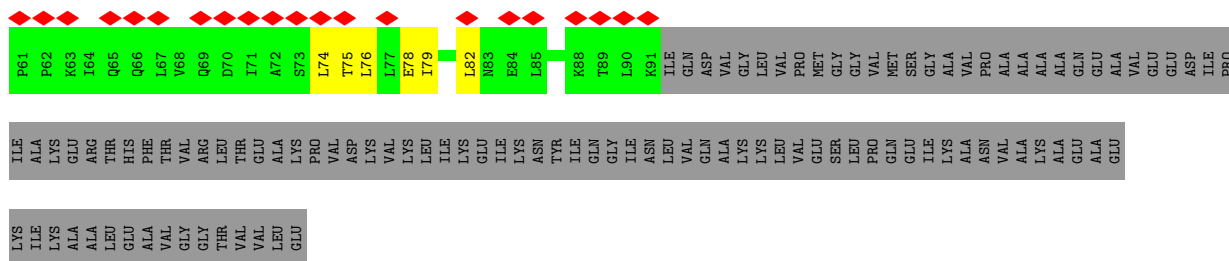 P61 P62 K63 I64 Q65 Q66 L67 V68 Q69 D70 I71 A72 S73 L74 T75 L76 L77 E78 I79 L82 N83 E84 L85 K88 T89 L90 K91 ILE GLN ASP VAL GLY LEU VAL PRO MET GLY GLY VAL MET SER GLY ALA VAL PRO ALA ALA ALA ALA GLN GLU ALA VAL GLU GLU ASP ILE PRO
ILE ALA LYS GLU ARG THR HIS PHE THR VAL ARG LEU THR GLU ALA LYS PRO VAL ASP LYS VAL LYS LEU ILE LYS GLU ILE LYS ASN TYR ILE GLN GLY ILE ASN LEU VAL GLN ALA LYS LYS LEU VAL GLU SER LEU PRO GLN GLU ILE LYS ALA ASN VAL ALA LYS ALA GLU ALA GLU
LYS ILE LYS ALA ALA LEU GLU ALA VAL GLY GLY THR VAL VAL LEU GLU